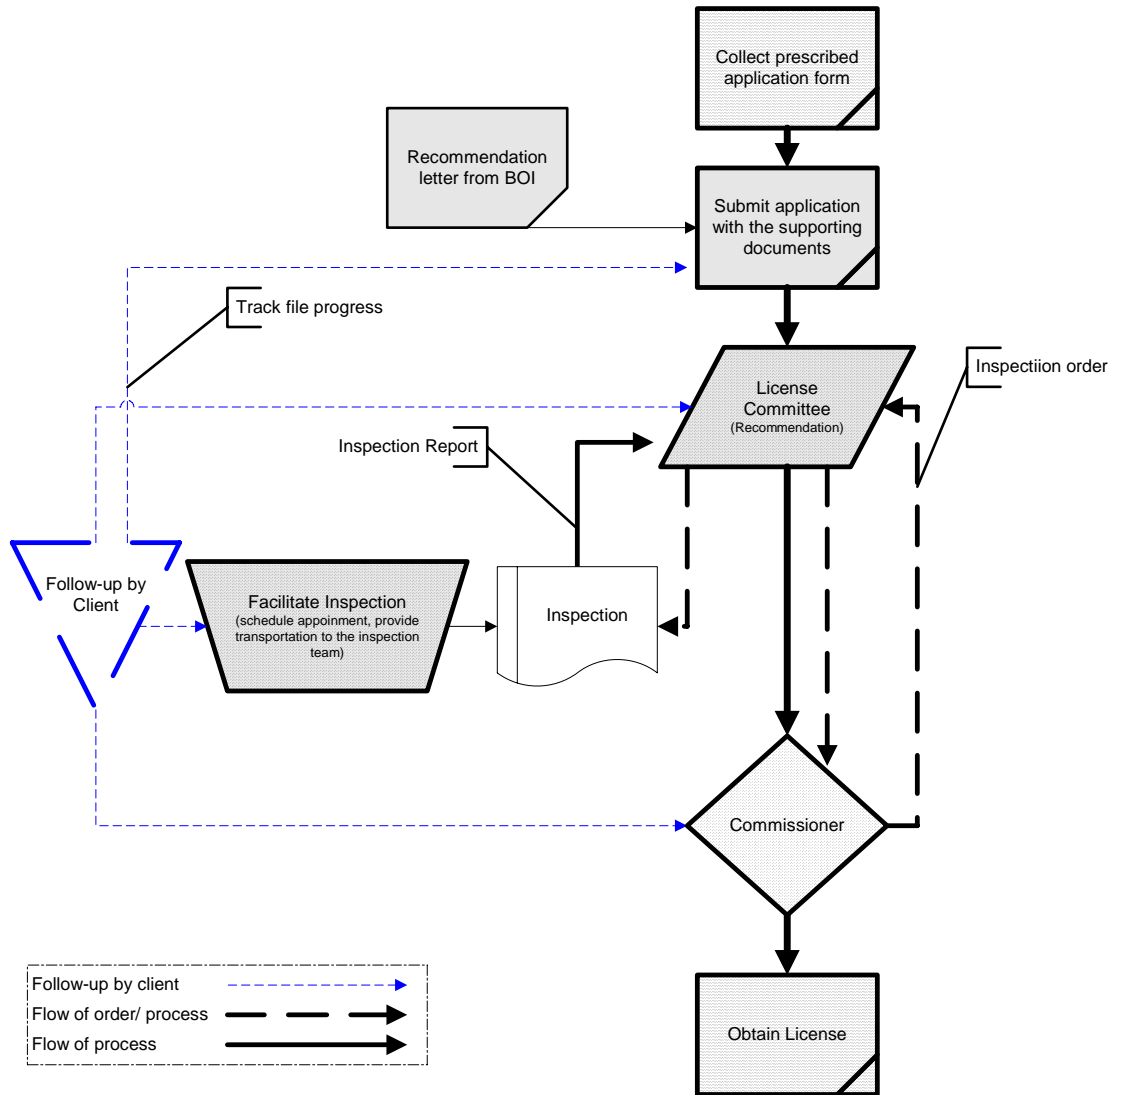 Collect prescribed
application form
Recommendation
letter from BOI
Submit application
with the supporting
documents
Track file progress
License
Committee
(Recommendation)
Inspectiion order
Inspection Report
Follow-up by
Client
Facilitate Inspection
(schedule appoinment, provide
transportation to the inspection
team)
Inspection
Commissioner
Follow-up by client
Flow of order/ process
Flow of process
Obtain License